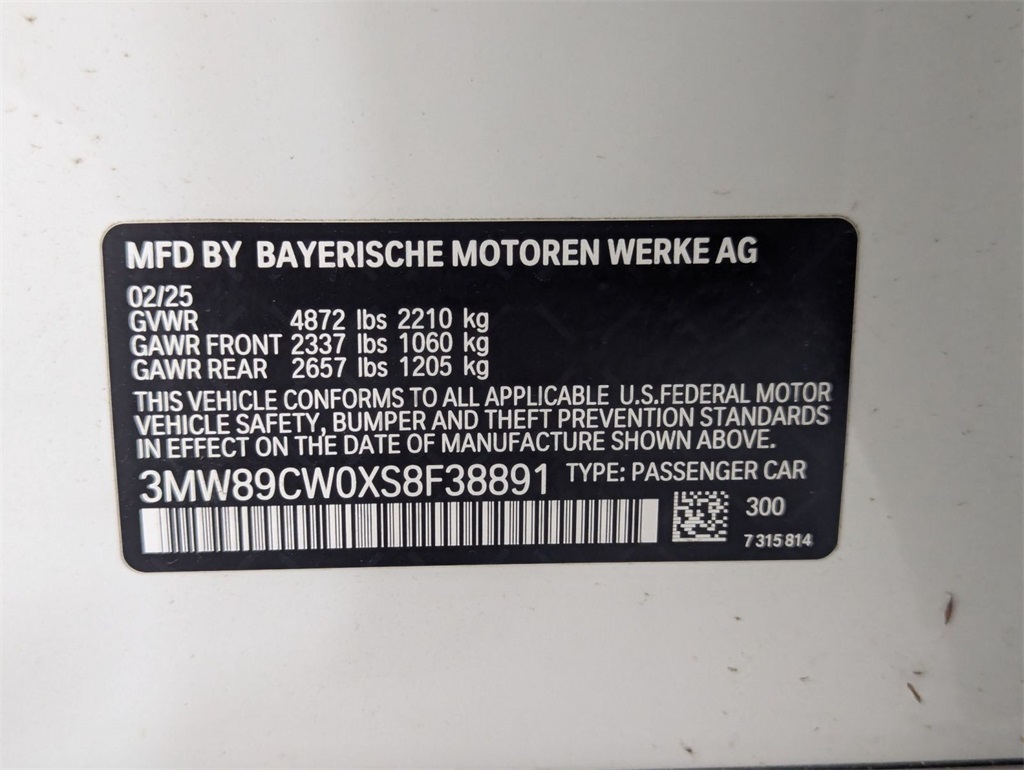 MFD BY BAYERISCHE MOTOREN WERKE AG
02/25
GVWR 4872 lbs 2210 kg
GAWR FRONT 2337 lbs 1060 kg
GAWR REAR 2657 lbs 1205 kg
THIS VEHICLE CONFORMS TO ALL APPLICABLE U.S.FEDERAL MOTOR
VEHICLE SAFETY, BUMPER AND THEFT PREVENTION STANDARDS
IN EFFECT ON THE DATE OF MANUFACTURE SHOWN ABOVE.
3MW89CW0XS8F38891 TYPE: PASSENGER CAR
300
7 315 814